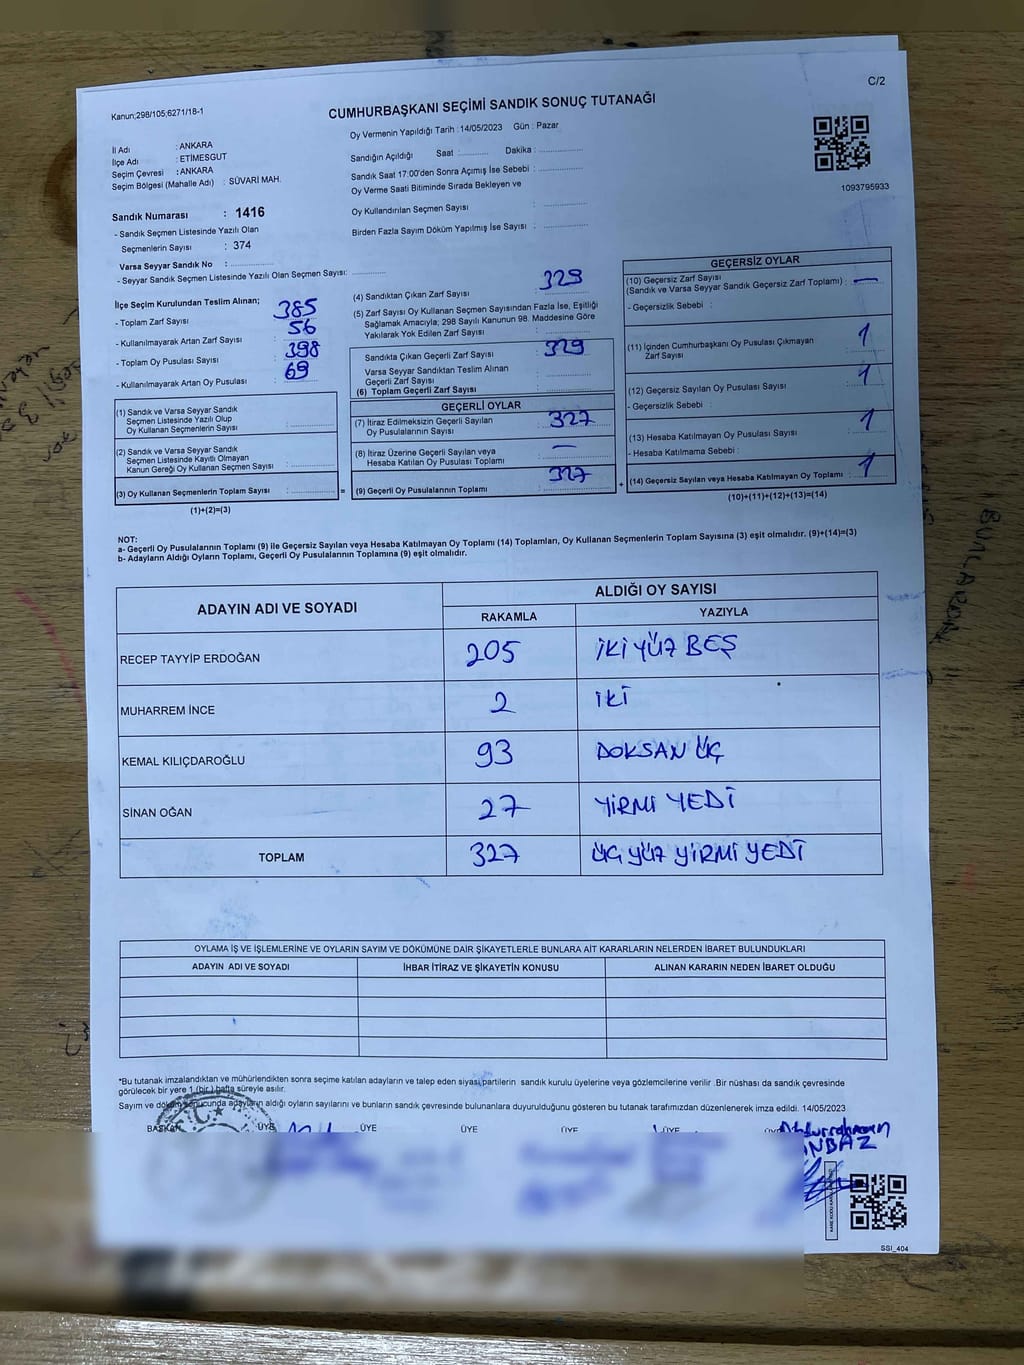 C/2
Kanun;298/105;6271/18-1
CUMHURBAŞKANI SEÇİMİ SANDIK SONUÇ TUTANAĞI
Oy Vermenin Yapıldığı Tarih :14/05/2023 Gün : Pazar
İl Adı : ANKARA
İlçe Adı : ETİMESGUT
Seçim Çevresi : ANKARA
Seçim Bölgesi (Mahalle Adı) : SÜVARİ MAH.
Sandık Numarası : 1416
- Sandık Seçmen Listesinde Yazılı Olan
Seçmenlerin Sayısı : 374
Varsa Seyyar Sandık No :
- Seyyar Sandık Seçmen Listesinde Yazılı Olan Seçmen Sayısı:
Sandığın Açıldığı Saat : Dakika :
Sandık Saat 17:00'den Sonra Açımış İse Sebebi :
Oy Verme Saati Bitiminde Sırada Bekleyen ve
Oy Kullandırılan Seçmen Sayısı :
Birden Fazla Sayım Döküm Yapılmış İse Sayısı :
1093795933
İlçe Seçim Kurulundan Teslim Alınan;
- Toplam Zarf Sayısı : 385
- Kullanılmayarak Artan Zarf Sayısı : 56
- Toplam Oy Pusulası Sayısı : 398
- Kullanılmayarak Artan Oy Pusulası : 69
(1) Sandık ve Varsa Seyyar Sandık
Seçmen Listesinde Yazılı Olup
Oy Kullanan Seçmenlerin Sayısı :
(2) Sandık ve Varsa Seyyar Sandık
Seçmen Listesinde Kayıtlı Olmayan
Kanun Gereği Oy Kullanan Seçmen Sayısı :
(3) Oy Kullanan Seçmenlerin Toplam Sayısı : =
(1)+(2)=(3)
(4) Sandıktan Çıkan Zarf Sayısı : 329
(5) Zarf Sayısı Oy Kullanan Seçmen Sayısından Fazla İse, Eşitliği
Sağlamak Amacıyla; 298 Sayılı Kanunun 98. Maddesine Göre
Yakılarak Yok Edilen Zarf Sayısı :
Sandıkta Çıkan Geçerli Zarf Sayısı : 329
Varsa Seyyar Sandıktan Teslim Alınan
Geçerli Zarf Sayısı :
(6) Toplam Geçerli Zarf Sayısı :
GEÇERLİ OYLAR
(7) İtiraz Edilmeksizin Geçerli Sayılan
Oy Pusulalarının Sayısı : 327
(8) İtiraz Üzerine Geçerli Sayılan veya
Hesaba Katılan Oy Pusulası Toplamı : —
(9) Geçerli Oy Pusulalarının Toplamı : 327 +
GEÇERSİZ OYLAR
(10) Geçersiz Zarf Sayısı
(Sandık ve Varsa Seyyar Sandık Geçersiz Zarf Toplamı) : —
- Geçersizlik Sebebi :
(11) İçinden Cumhurbaşkanı Oy Pusulası Çıkmayan
Zarf Sayısı : 1
(12) Geçersiz Sayılan Oy Pusulası Sayısı : 1
- Geçersizlik Sebebi :
(13) Hesaba Katılmayan Oy Pusulası Sayısı : 1
- Hesaba Katılmama Sebebi :
(14) Geçersiz Sayılan veya Hesaba Katılmayan Oy Toplamı : 1
(10)+(11)+(12)+(13)=(14)
NOT:
a- Geçerli Oy Pusulalarının Toplamı (9) ile Geçersiz Sayılan veya Hesaba Katılmayan Oy Toplamı (14) Toplamları, Oy Kullanan Seçmenlerin Toplam Sayısına (3) eşit olmalıdır. (9)+(14)=(3)
b- Adayların Aldığı Oyların Toplamı, Geçerli Oy Pusulalarının Toplamına (9) eşit olmalıdır.
ADAYIN ADI VE SOYADI ALDIĞI OY SAYISI
RAKAMLA YAZIYLA
RECEP TAYYİP ERDOĞAN 205 İKİ YÜZ BEŞ
MUHARREM İNCE 2 İKİ
KEMAL KILIÇDAROĞLU 93 DOKSAN ÜÇ
SİNAN OĞAN 27 YİRMİ YEDİ
TOPLAM 327 ÜÇ YÜZ YİRMİ YEDİ
OYLAMA İŞ VE İŞLEMLERİNE VE OYLARIN SAYIM VE DÖKÜMÜNE DAİR ŞİKAYETLERLE BUNLARA AİT KARARLARIN NELERDEN İBARET BULUNDUKLARI
ADAYIN ADI VE SOYADI İHBAR İTİRAZ VE ŞİKAYETİN KONUSU ALINAN KARARIN NEDEN İBARET OLDUĞU
*Bu tutanak imzalandıktan ve mühürlendikten sonra seçime katılan adayların ve talep eden siyasi partilerin sandık kurulu üyelerine veya gözlemcilerine verilir. Bir nüshası da sandık çevresinde
görülecek bir yere 1 (bir) hafta süreyle asılır.
Sayım ve döküm sonucunda adayların aldığı oyların sayılarını ve bunların sandık çevresinde bulunanlara duyurulduğunu gösteren bu tutanak tarafımızdan düzenlenerek imza edildi. 14/05/2023
BAŞKAN ÜYE ÜYE ÜYE ÜYE ÜYE ÜYE
Abdurrahman
SSI_404